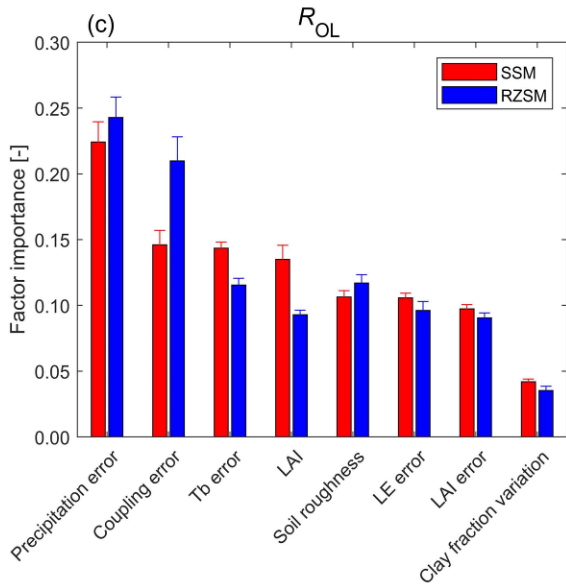 (c)
R_OL
Factor importance [-]
0.30
0.25
0.20
0.15
0.10
0.05
0.00
SSM
RZSM
Precipitation error
Coupling error
Tb error
LAI
Soil roughness
LE error
LAI error
Clay fraction variation